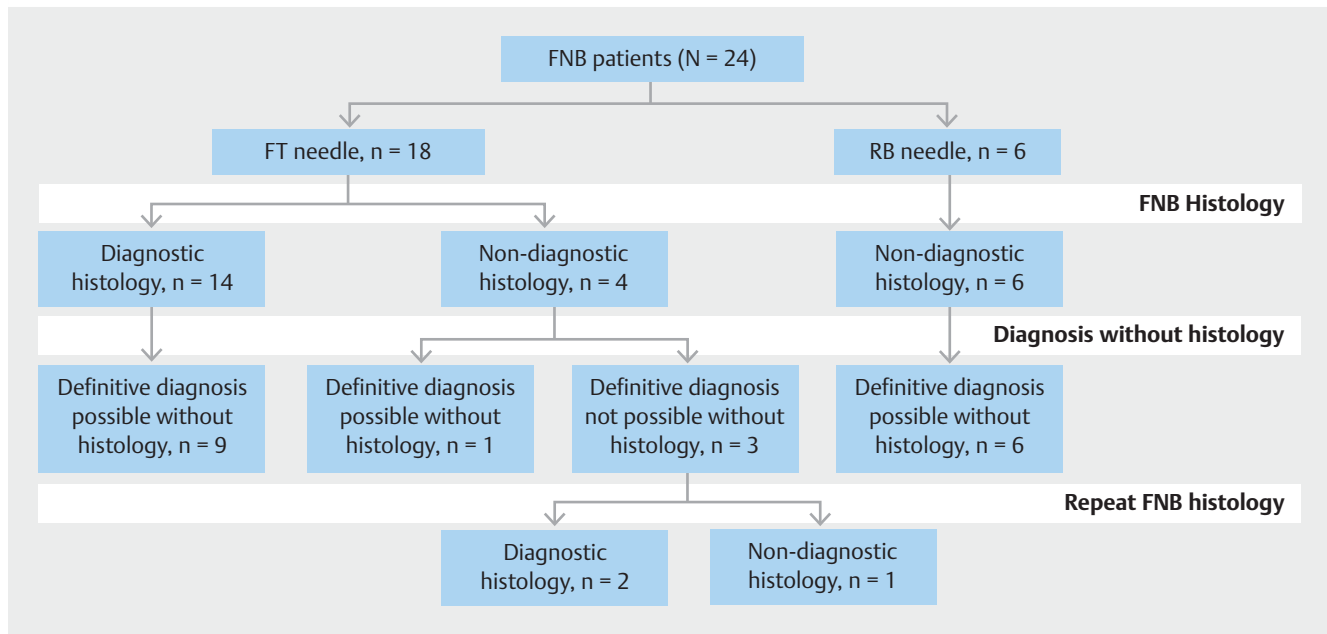 FNB patients (N = 24)
FT needle, n = 18
RB needle, n = 6
FNB Histology
Diagnostic
histology, n = 14
Non-diagnostic
histology, n = 4
Non-diagnostic
histology, n = 6
Diagnosis without histology
Definitive diagnosis
possible without
histology, n = 9
Definitive diagnosis
possible without
histology, n = 1
Definitive diagnosis
not possible without
histology, n = 3
Definitive diagnosis
possible without
histology, n = 6
Repeat FNB histology
Diagnostic
histology, n = 2
Non-diagnostic
histology, n = 1